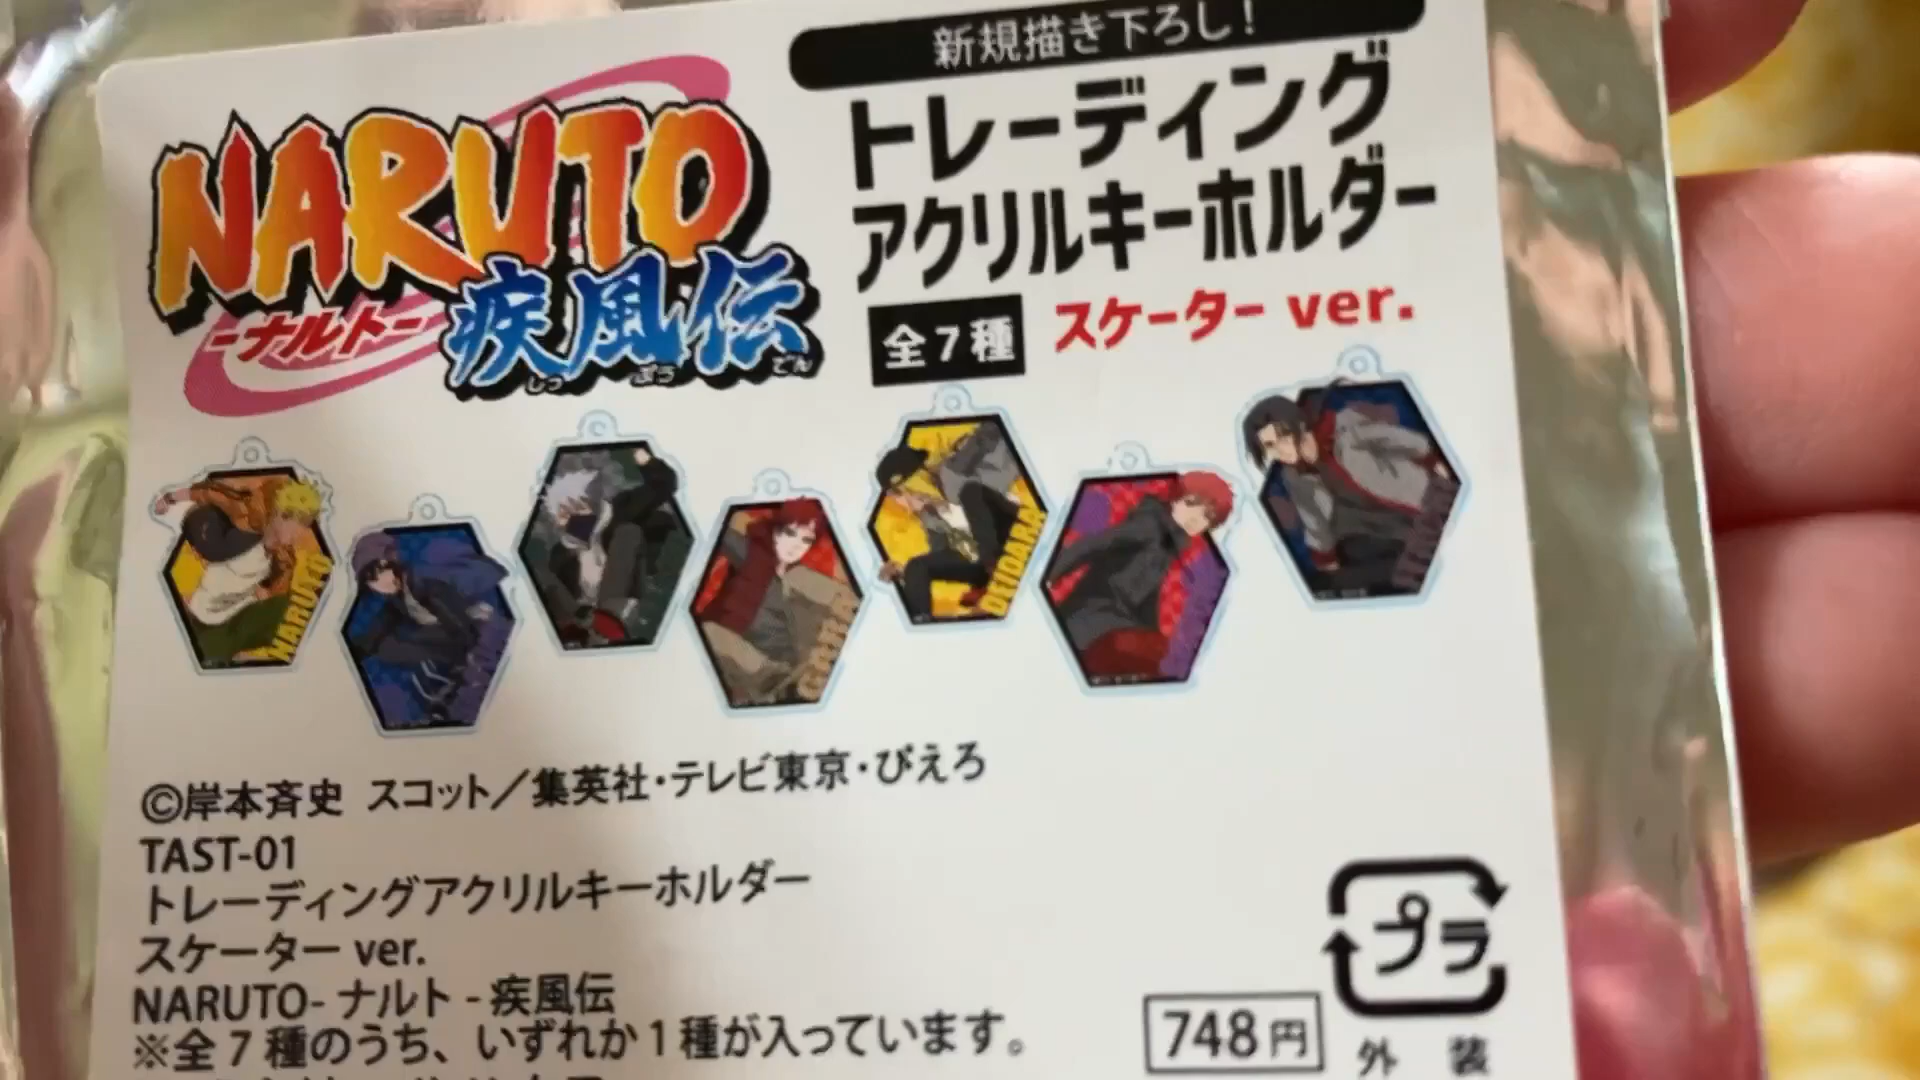 新規描き下ろし!
NARUTO
-ナルト-
疾風伝
しっ ぷう でん
トレーディング
アクリルキーホルダー
全7種 スケーター ver.
NARUTO
GAARA
DEIDARA
©岸本斉史 スコット/集英社・テレビ東京・ぴえろ
TAST-01
トレーディングアクリルキーホルダー
スケーター ver.
NARUTO- ナルト - 疾風伝
※全7種のうち、いずれか1種が入っています。
748円
プラ
外装